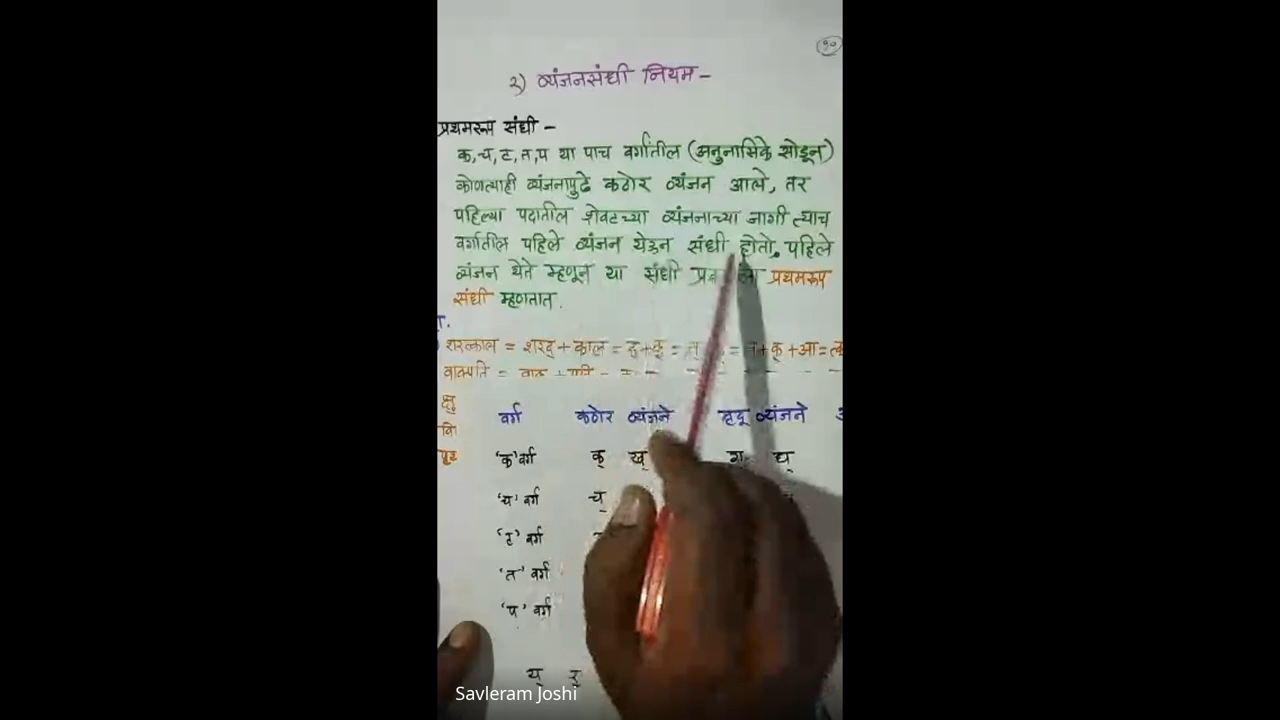 १०
२) व्यंजनसंधी नियम -
प्रथमरूप संधी -
क,च,ट,त,प या पाच वर्गातील (अनुनासिके सोडून)
कोणत्याही व्यंजनापुढे कठोर व्यंजन आले, तर
पहिल्या पदातील शेवटच्या व्यंजनाच्या जागी त्याच
वर्गातील पहिले व्यंजन येऊन संधी होतो. पहिले
व्यंजन येते म्हणून या संधी प्रथमरूप
संधी म्हणतात.
शरत्काल = शरद् + काल = द् + क् = त् = + क् + आ =
वाक्पति =
वर्ग कठोर व्यंजने मृदू व्यंजने
'क' वर्ग क् ख् ग् घ्
'च' वर्ग च्
'ट' वर्ग
'त' वर्ग
'प' वर्ग
य् र्
Savleram Joshi